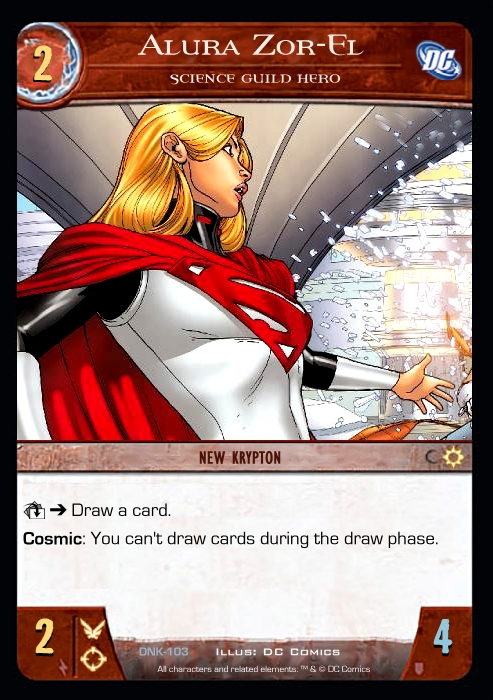 2
Alura Zor-El
DC
Science Guild Hero
New Krypton
C
➔ Draw a card.
Cosmic: You can't draw cards during the draw phase.
2
4
DNK-103 Illus: DC Comics
All characters and related elements: ™ & © DC Comics